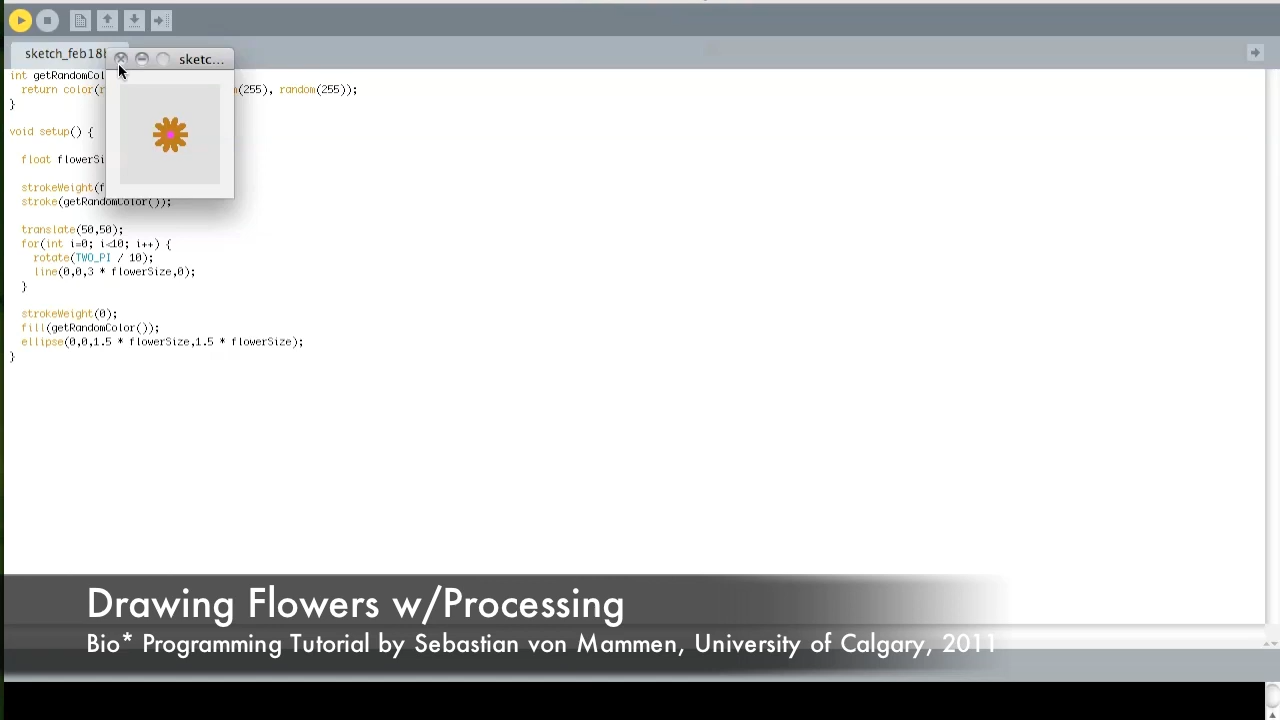 sketch_feb18
sketc...
int getRandomCol
return color( (255), random(255));
}
void setup() {
float flowerSi
strokeWeight(f
stroke(getRandomColor());
translate(50,50);
for(int i=0; i<10; i++) {
rotate(TWO_PI / 10);
line(0,0,3 * flowerSize,0);
}
strokeWeight(0);
fill(getRandomColor());
ellipse(0,0,1.5 * flowerSize,1.5 * flowerSize);
}
Drawing Flowers w/Processing
Bio* Programming Tutorial by Sebastian von Mammen, University of Calgary, 2011